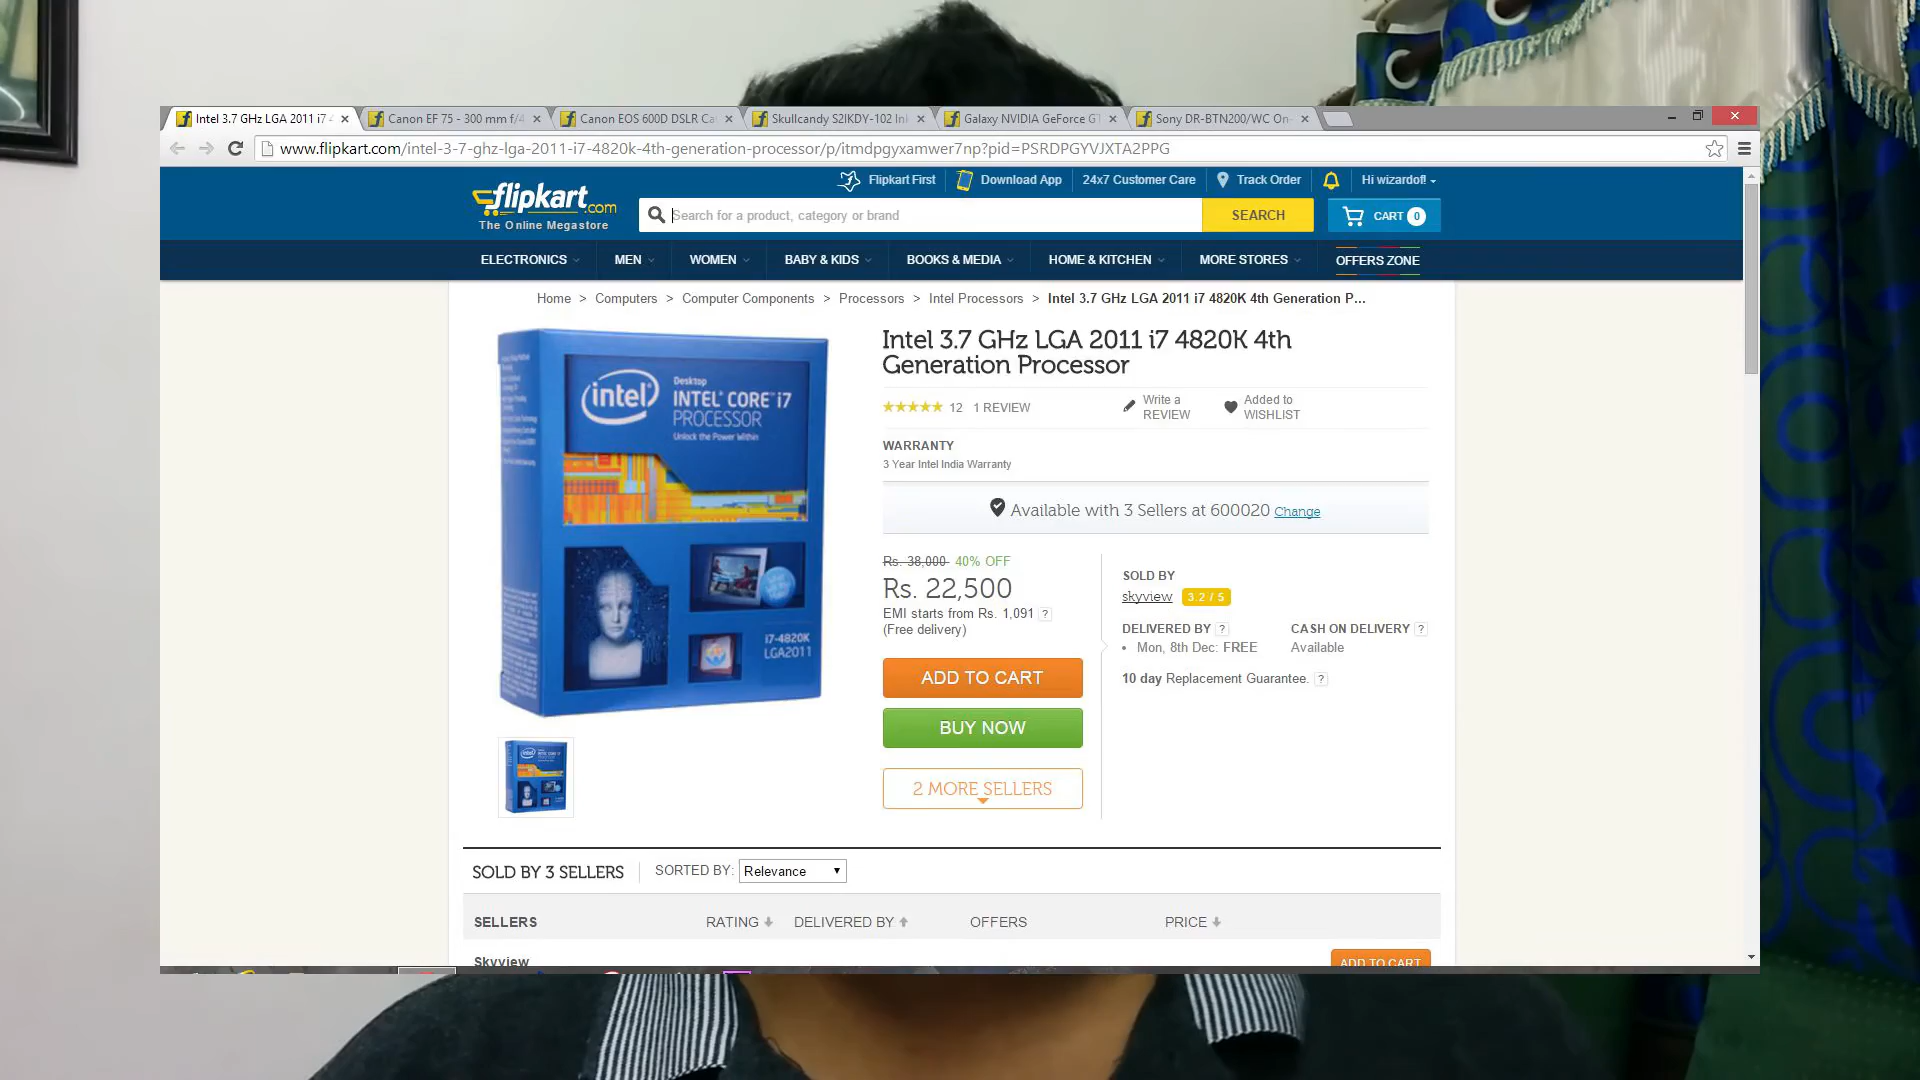 Intel 3.7 GHz LGA 2011 i7
Canon EF 75 - 300 mm f/4
Canon EOS 600D DSLR Ca
Skullcandy S2IKDY-102 In
Galaxy NVIDIA GeForce GT
Sony DR-BTN200/WC On-
www.flipkart.com/intel-3-7-ghz-lga-2011-i7-4820k-4th-generation-processor/p/itmdpgyxamwer7np?pid=PSRDPGYVJXTA2PPG
Flipkart First
Download App
24x7 Customer Care
Track Order
Hi wizardof!
flipkart.com
The Online Megastore
Search for a product, category or brand
SEARCH
CART 0
ELECTRONICS
MEN
WOMEN
BABY & KIDS
BOOKS & MEDIA
HOME & KITCHEN
MORE STORES
OFFERS ZONE
Home > Computers > Computer Components > Processors > Intel Processors > Intel 3.7 GHz LGA 2011 i7 4820K 4th Generation P...
Intel 3.7 GHz LGA 2011 i7 4820K 4th
Generation Processor
12 1 REVIEW
Write a
REVIEW
Added to
WISHLIST
WARRANTY
3 Year Intel India Warranty
Available with 3 Sellers at 600020 Change
intel
Desktop
INTEL® CORE™ i7
PROCESSOR
Unlock the Power Within
i7-4820K
LGA2011
Rs. 38,000 40% OFF
Rs. 22,500
EMI starts from Rs. 1,091 ?
(Free delivery)
ADD TO CART
BUY NOW
2 MORE SELLERS
SOLD BY
skyview 3.2 / 5
DELIVERED BY ?
• Mon, 8th Dec: FREE
CASH ON DELIVERY ?
Available
10 day Replacement Guarantee. ?
SOLD BY 3 SELLERS
SORTED BY: Relevance
SELLERS
RATING
DELIVERED BY
OFFERS
PRICE
Skyview
ADD TO CART